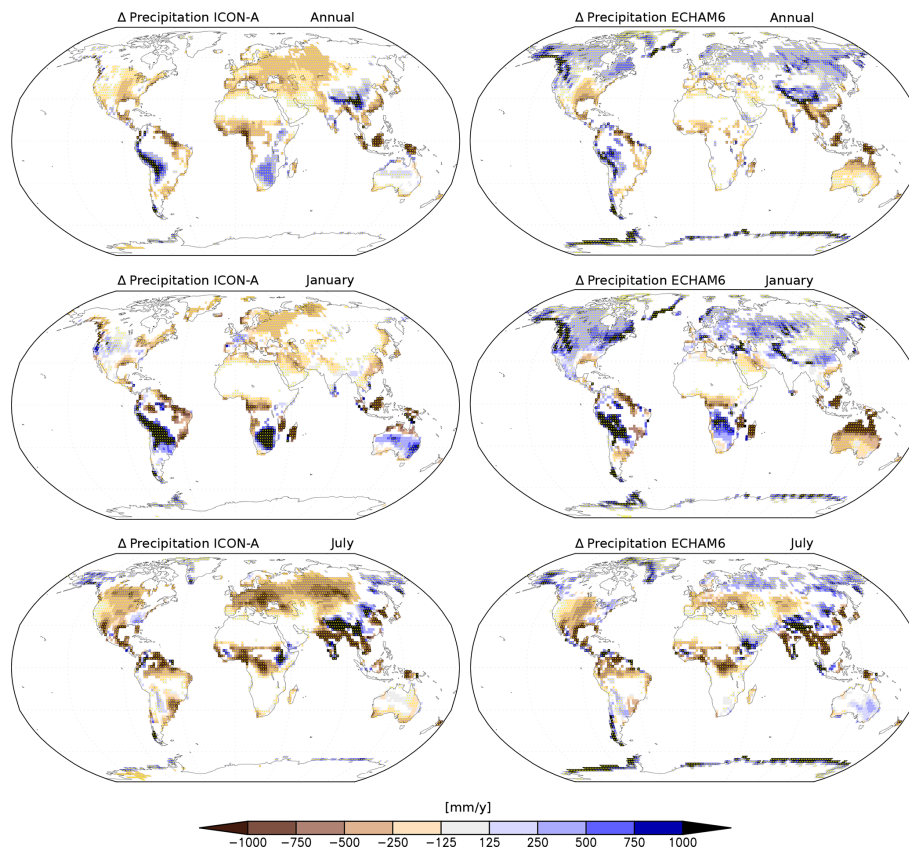 Δ Precipitation ICON-A Annual
Δ Precipitation ECHAM6 Annual
Δ Precipitation ICON-A January
Δ Precipitation ECHAM6 January
Δ Precipitation ICON-A July
Δ Precipitation ECHAM6 July
[mm/y]
−1000 −750 −500 −250 −125 125 250 500 750 1000